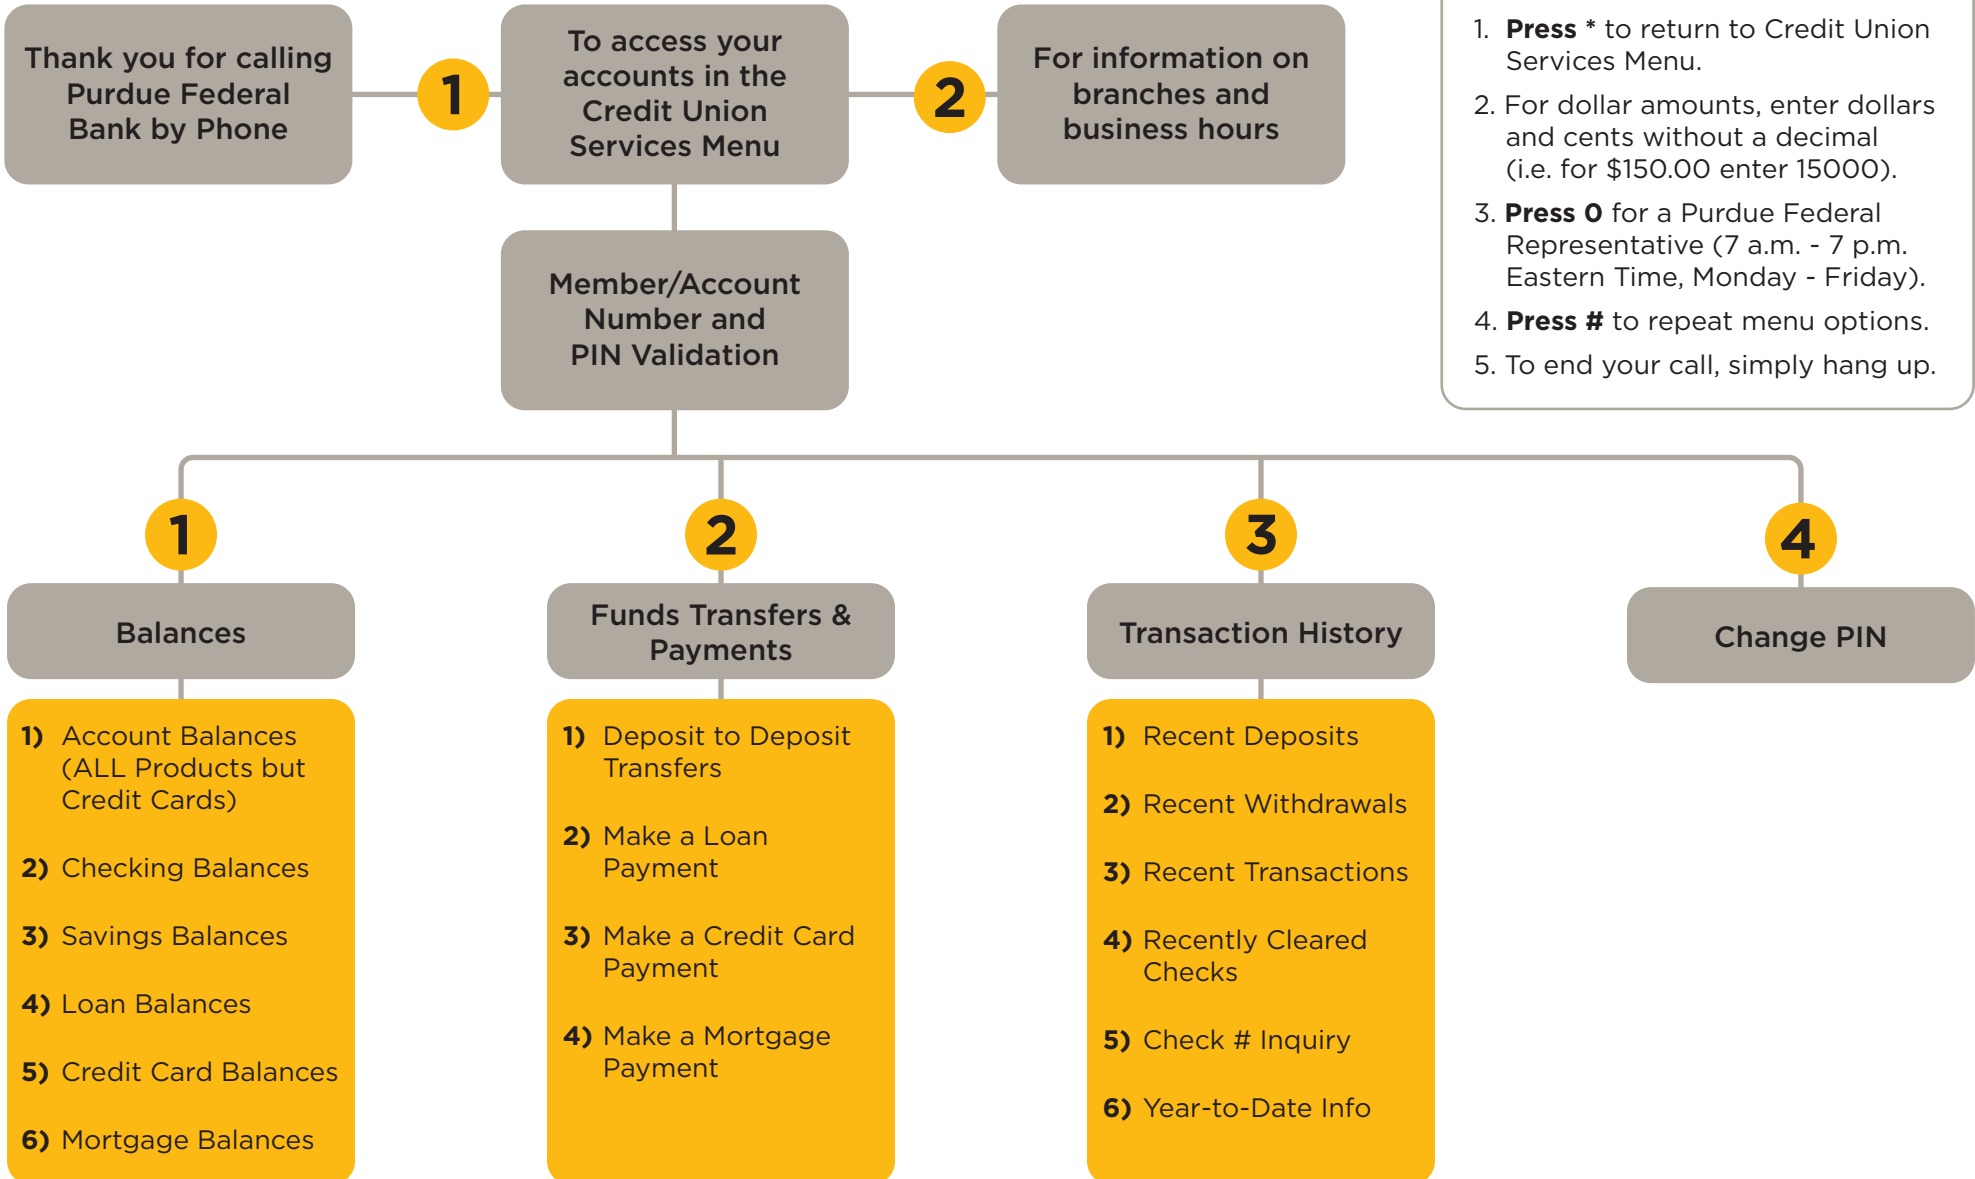 Thank you for calling
Purdue Federal
Bank by Phone
1
To access your
accounts in the
Credit Union
Services Menu
2
For information on
branches and
business hours
1. Press * to return to Credit Union
Services Menu.
2. For dollar amounts, enter dollars
and cents without a decimal
(i.e. for $150.00 enter 15000).
3. Press 0 for a Purdue Federal
Representative (7 a.m. - 7 p.m.
Eastern Time, Monday - Friday).
4. Press # to repeat menu options.
5. To end your call, simply hang up.
Member/Account
Number and
PIN Validation
1
Balances
1) Account Balances
(ALL Products but
Credit Cards)
2) Checking Balances
3) Savings Balances
4) Loan Balances
5) Credit Card Balances
6) Mortgage Balances
2
Funds Transfers &
Payments
1) Deposit to Deposit
Transfers
2) Make a Loan
Payment
3) Make a Credit Card
Payment
4) Make a Mortgage
Payment
3
Transaction History
1) Recent Deposits
2) Recent Withdrawals
3) Recent Transactions
4) Recently Cleared
Checks
5) Check # Inquiry
6) Year-to-Date Info
4
Change PIN